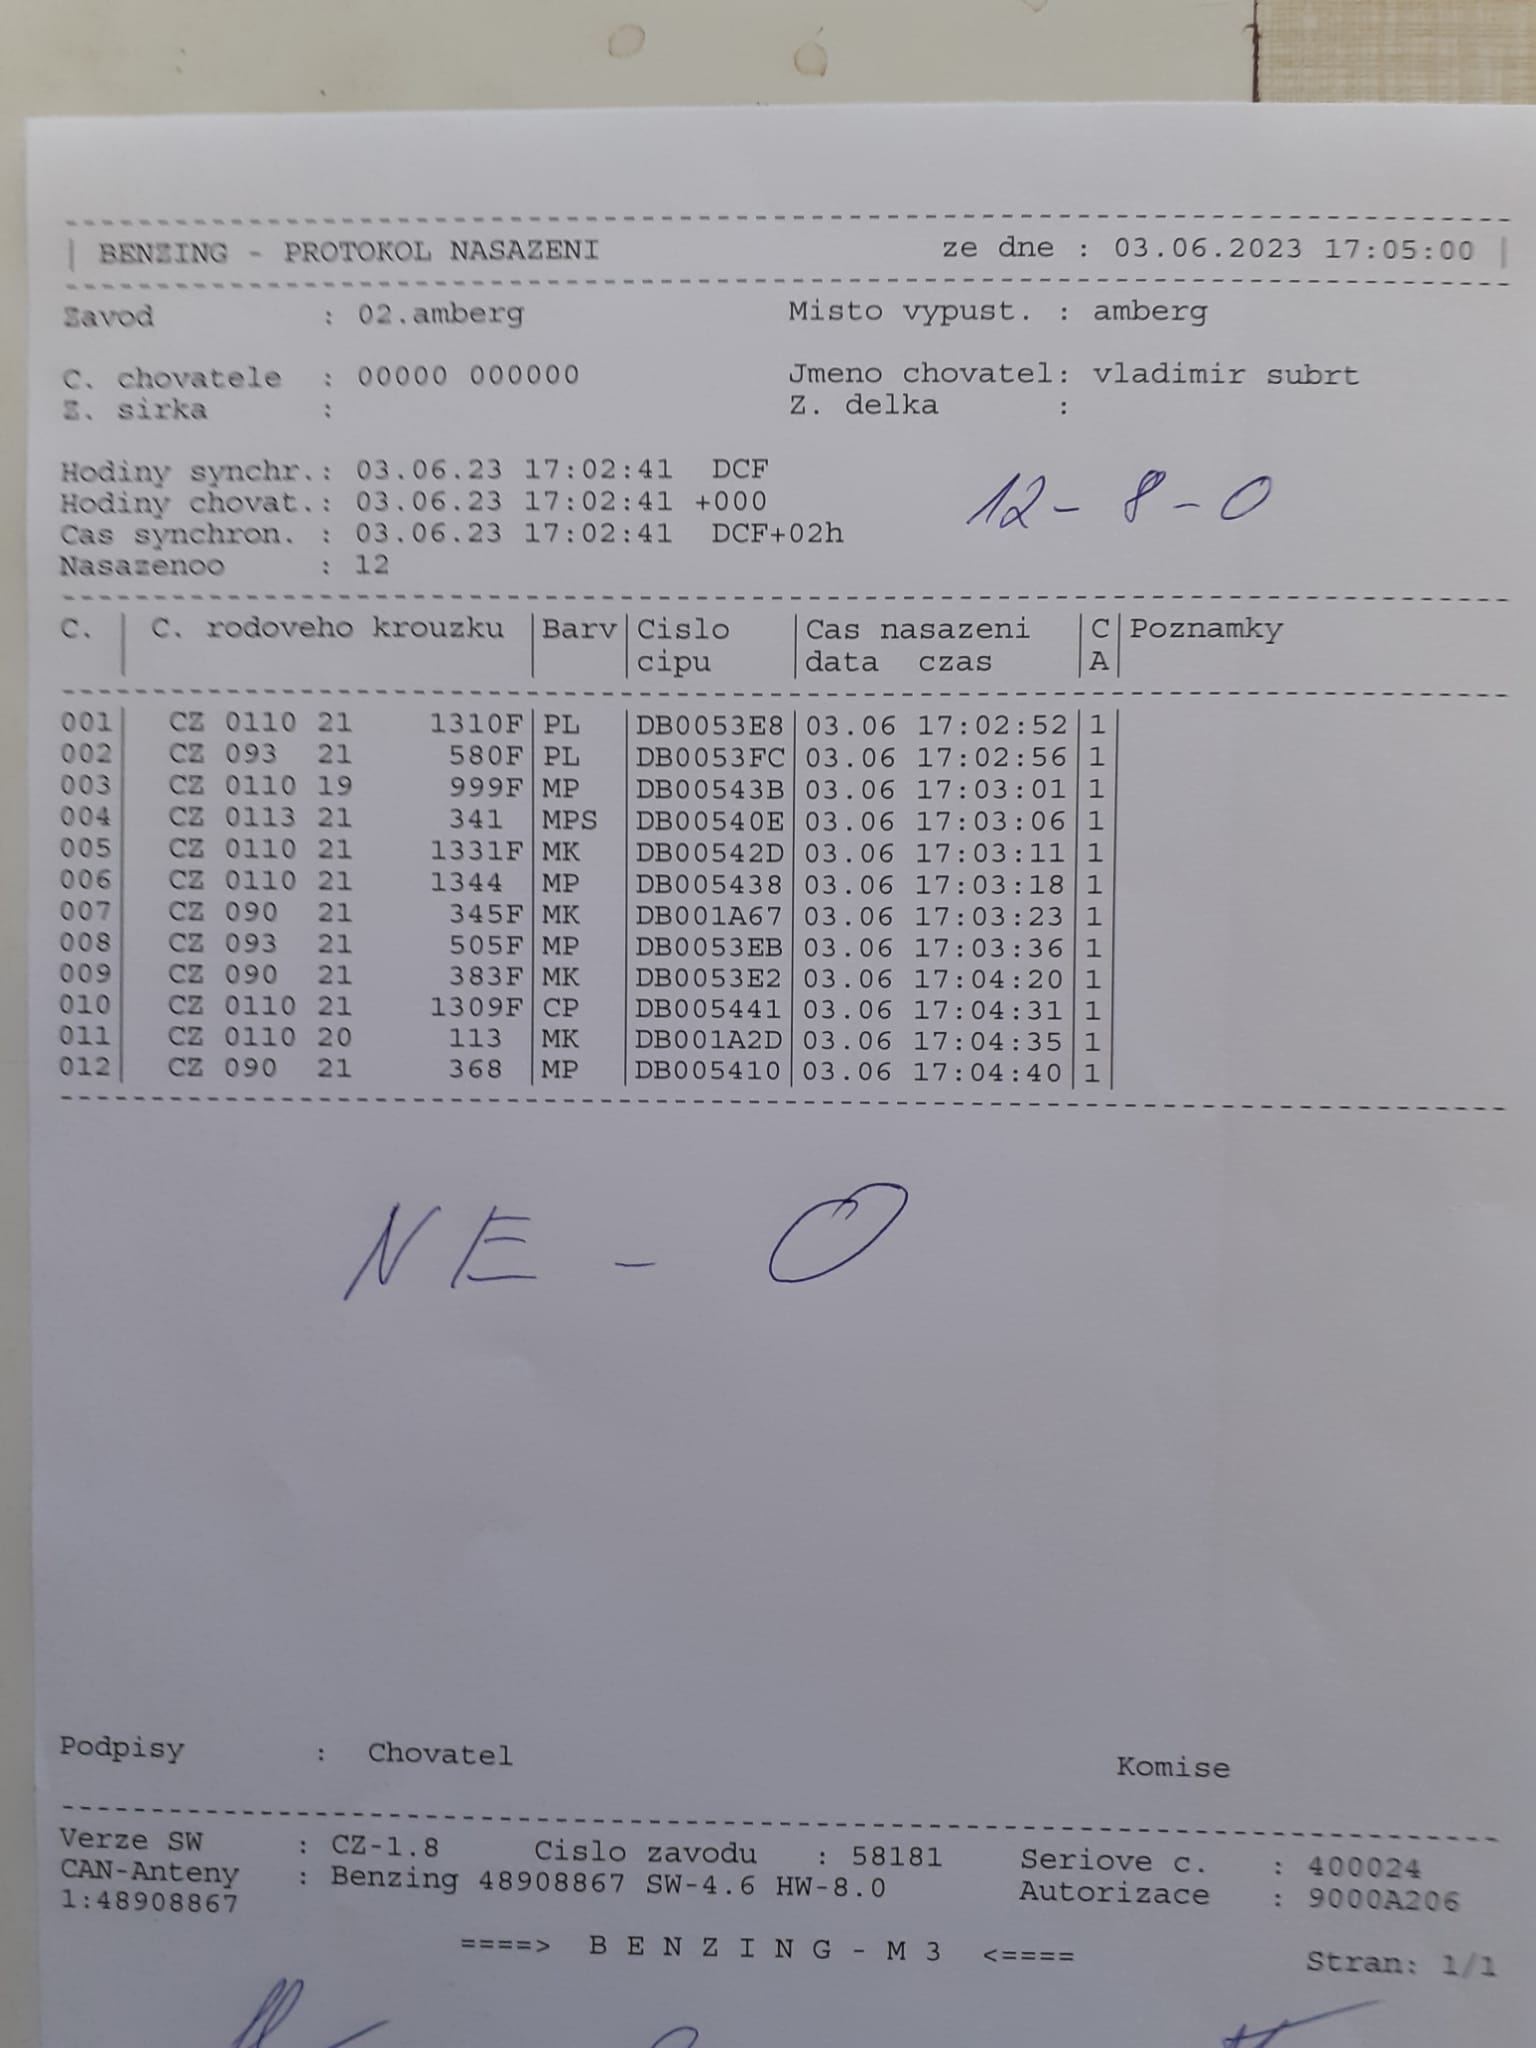 BENZING - PROTOKOL NASAZENI ze dne : 03.06.2023 17:05:00
Zavod : 02.amberg Misto vypust. : amberg
C. chovatele : 00000 000000 Jmeno chovatel: vladimir subrt
Z. sirka : Z. delka :
Hodiny synchr.: 03.06.23 17:02:41 DCF
Hodiny chovat.: 03.06.23 17:02:41 +000
12-8-0
Cas synchron. : 03.06.23 17:02:41 DCF+02h
Nasazenoo : 12
C. | C. rodoveho krouzku | Barv | Cislo | Cas nasazeni | C | Poznamky
cipu | data czas | A |
001| CZ 0110 21 1310F|PL |DB0053E8|03.06 17:02:52|1|
002| CZ 093 21 580F|PL |DB0053FC|03.06 17:02:56|1|
003| CZ 0110 19 999F|MP |DB00543B|03.06 17:03:01|1|
004| CZ 0113 21 341 |MPS |DB00540E|03.06 17:03:06|1|
005| CZ 0110 21 1331F|MK |DB00542D|03.06 17:03:11|1|
006| CZ 0110 21 1344 |MP |DB005438|03.06 17:03:18|1|
007| CZ 090 21 345F|MK |DB001A67|03.06 17:03:23|1|
008| CZ 093 21 505F|MP |DB0053EB|03.06 17:03:36|1|
009| CZ 090 21 383F|MK |DB0053E2|03.06 17:04:20|1|
010| CZ 0110 21 1309F|CP |DB005441|03.06 17:04:31|1|
011| CZ 0110 20 113 |MK |DB001A2D|03.06 17:04:35|1|
012| CZ 090 21 368 |MP |DB005410|03.06 17:04:40|1|
NE - O
Podpisy : Chovatel Komise
Verze SW : CZ-1.8 Cislo zavodu : 58181 Seriove c. : 400024
CAN-Anteny : Benzing 48908867 SW-4.6 HW-8.0 Autorizace : 9000A206
1:48908867
====> B E N Z I N G - M 3 <==== Stran: 1/1